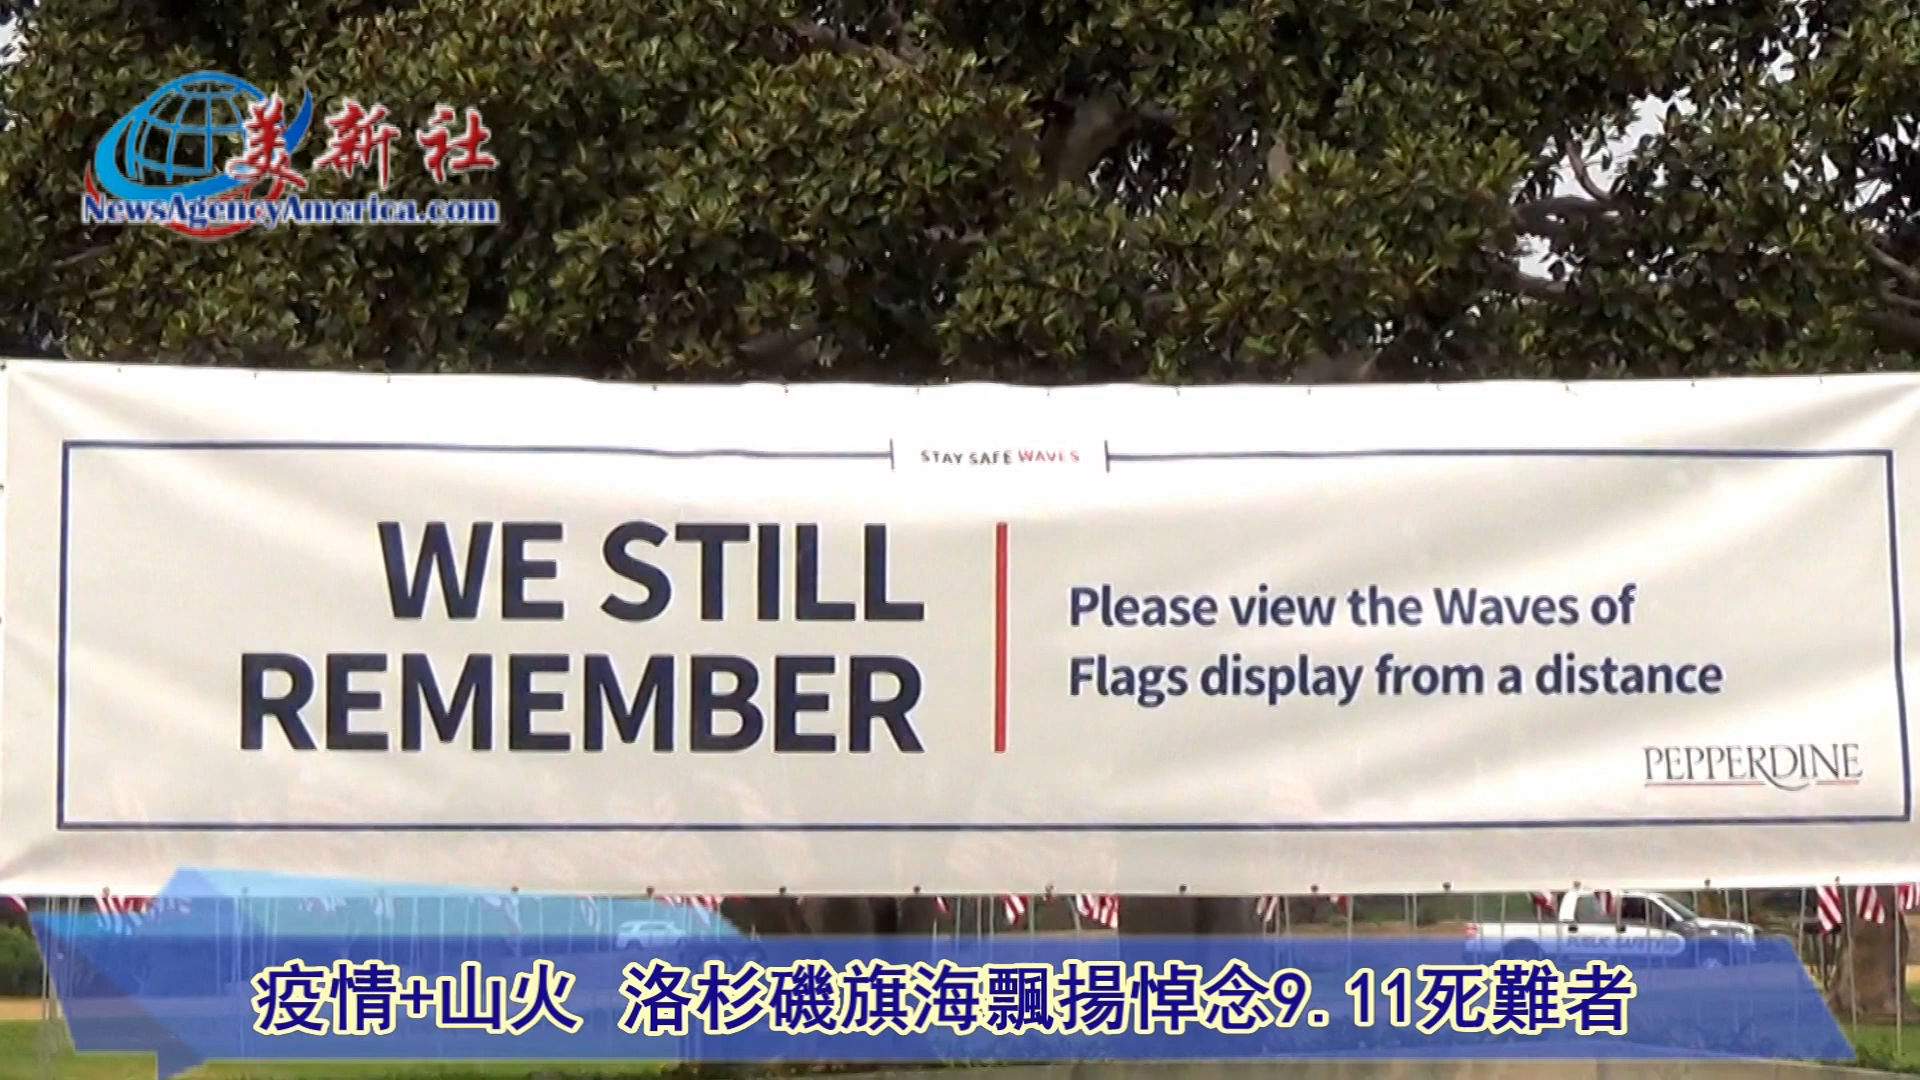 美新社
NewsAgencyAmerica.com
STAY SAFE WAVES
WE STILL
REMEMBER
Please view the Waves of
Flags display from a distance
PEPPERDINE
PUBLIC SAFETY
疫情+山火 洛杉磯旗海飄揚悼念9.11死難者